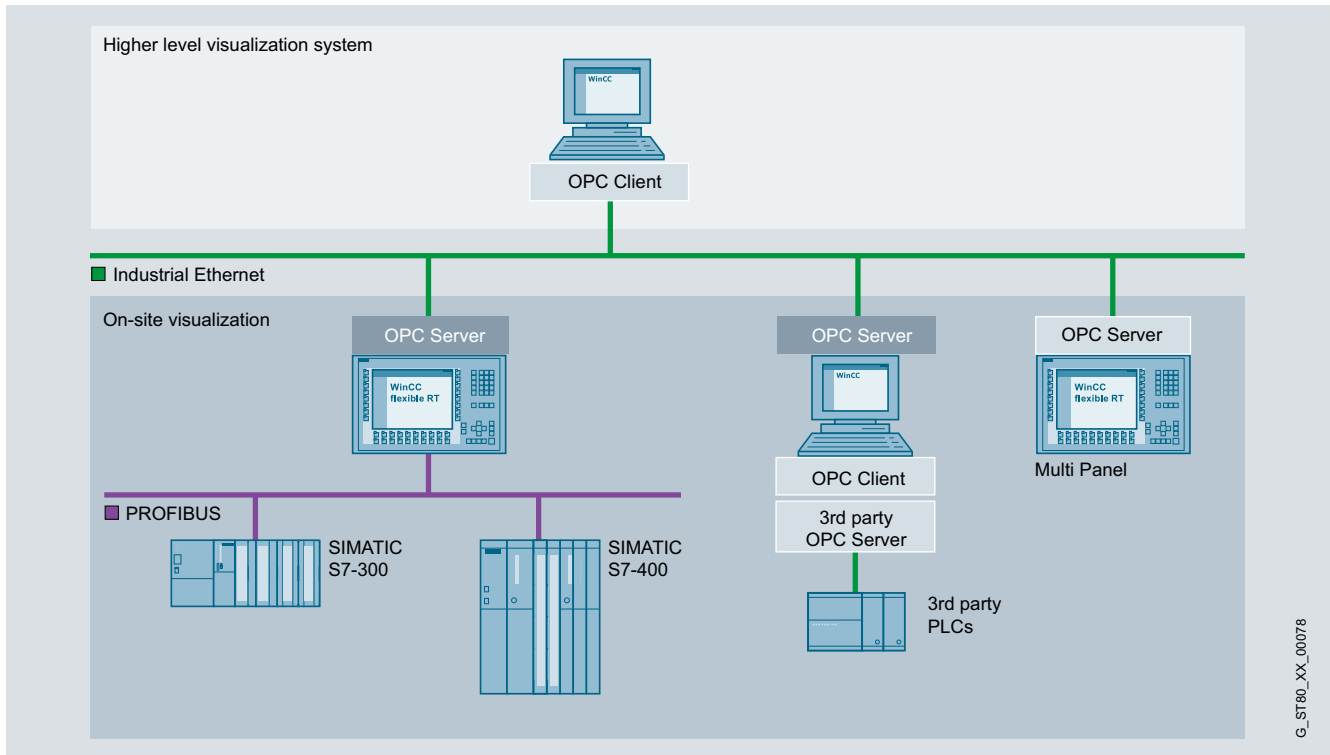 Higher level visualization system
WinCC
OPC Client
Industrial Ethernet
On-site visualization
OPC Server
OPC Server
OPC Server
WinCC
flexible RT
WinCC
WinCC
flexible RT
OPC Client
Multi Panel
PROFIBUS
3rd party
OPC Server
SIMATIC
S7-300
SIMATIC
S7-400
3rd party
PLCs
G_ST80_XX_00078